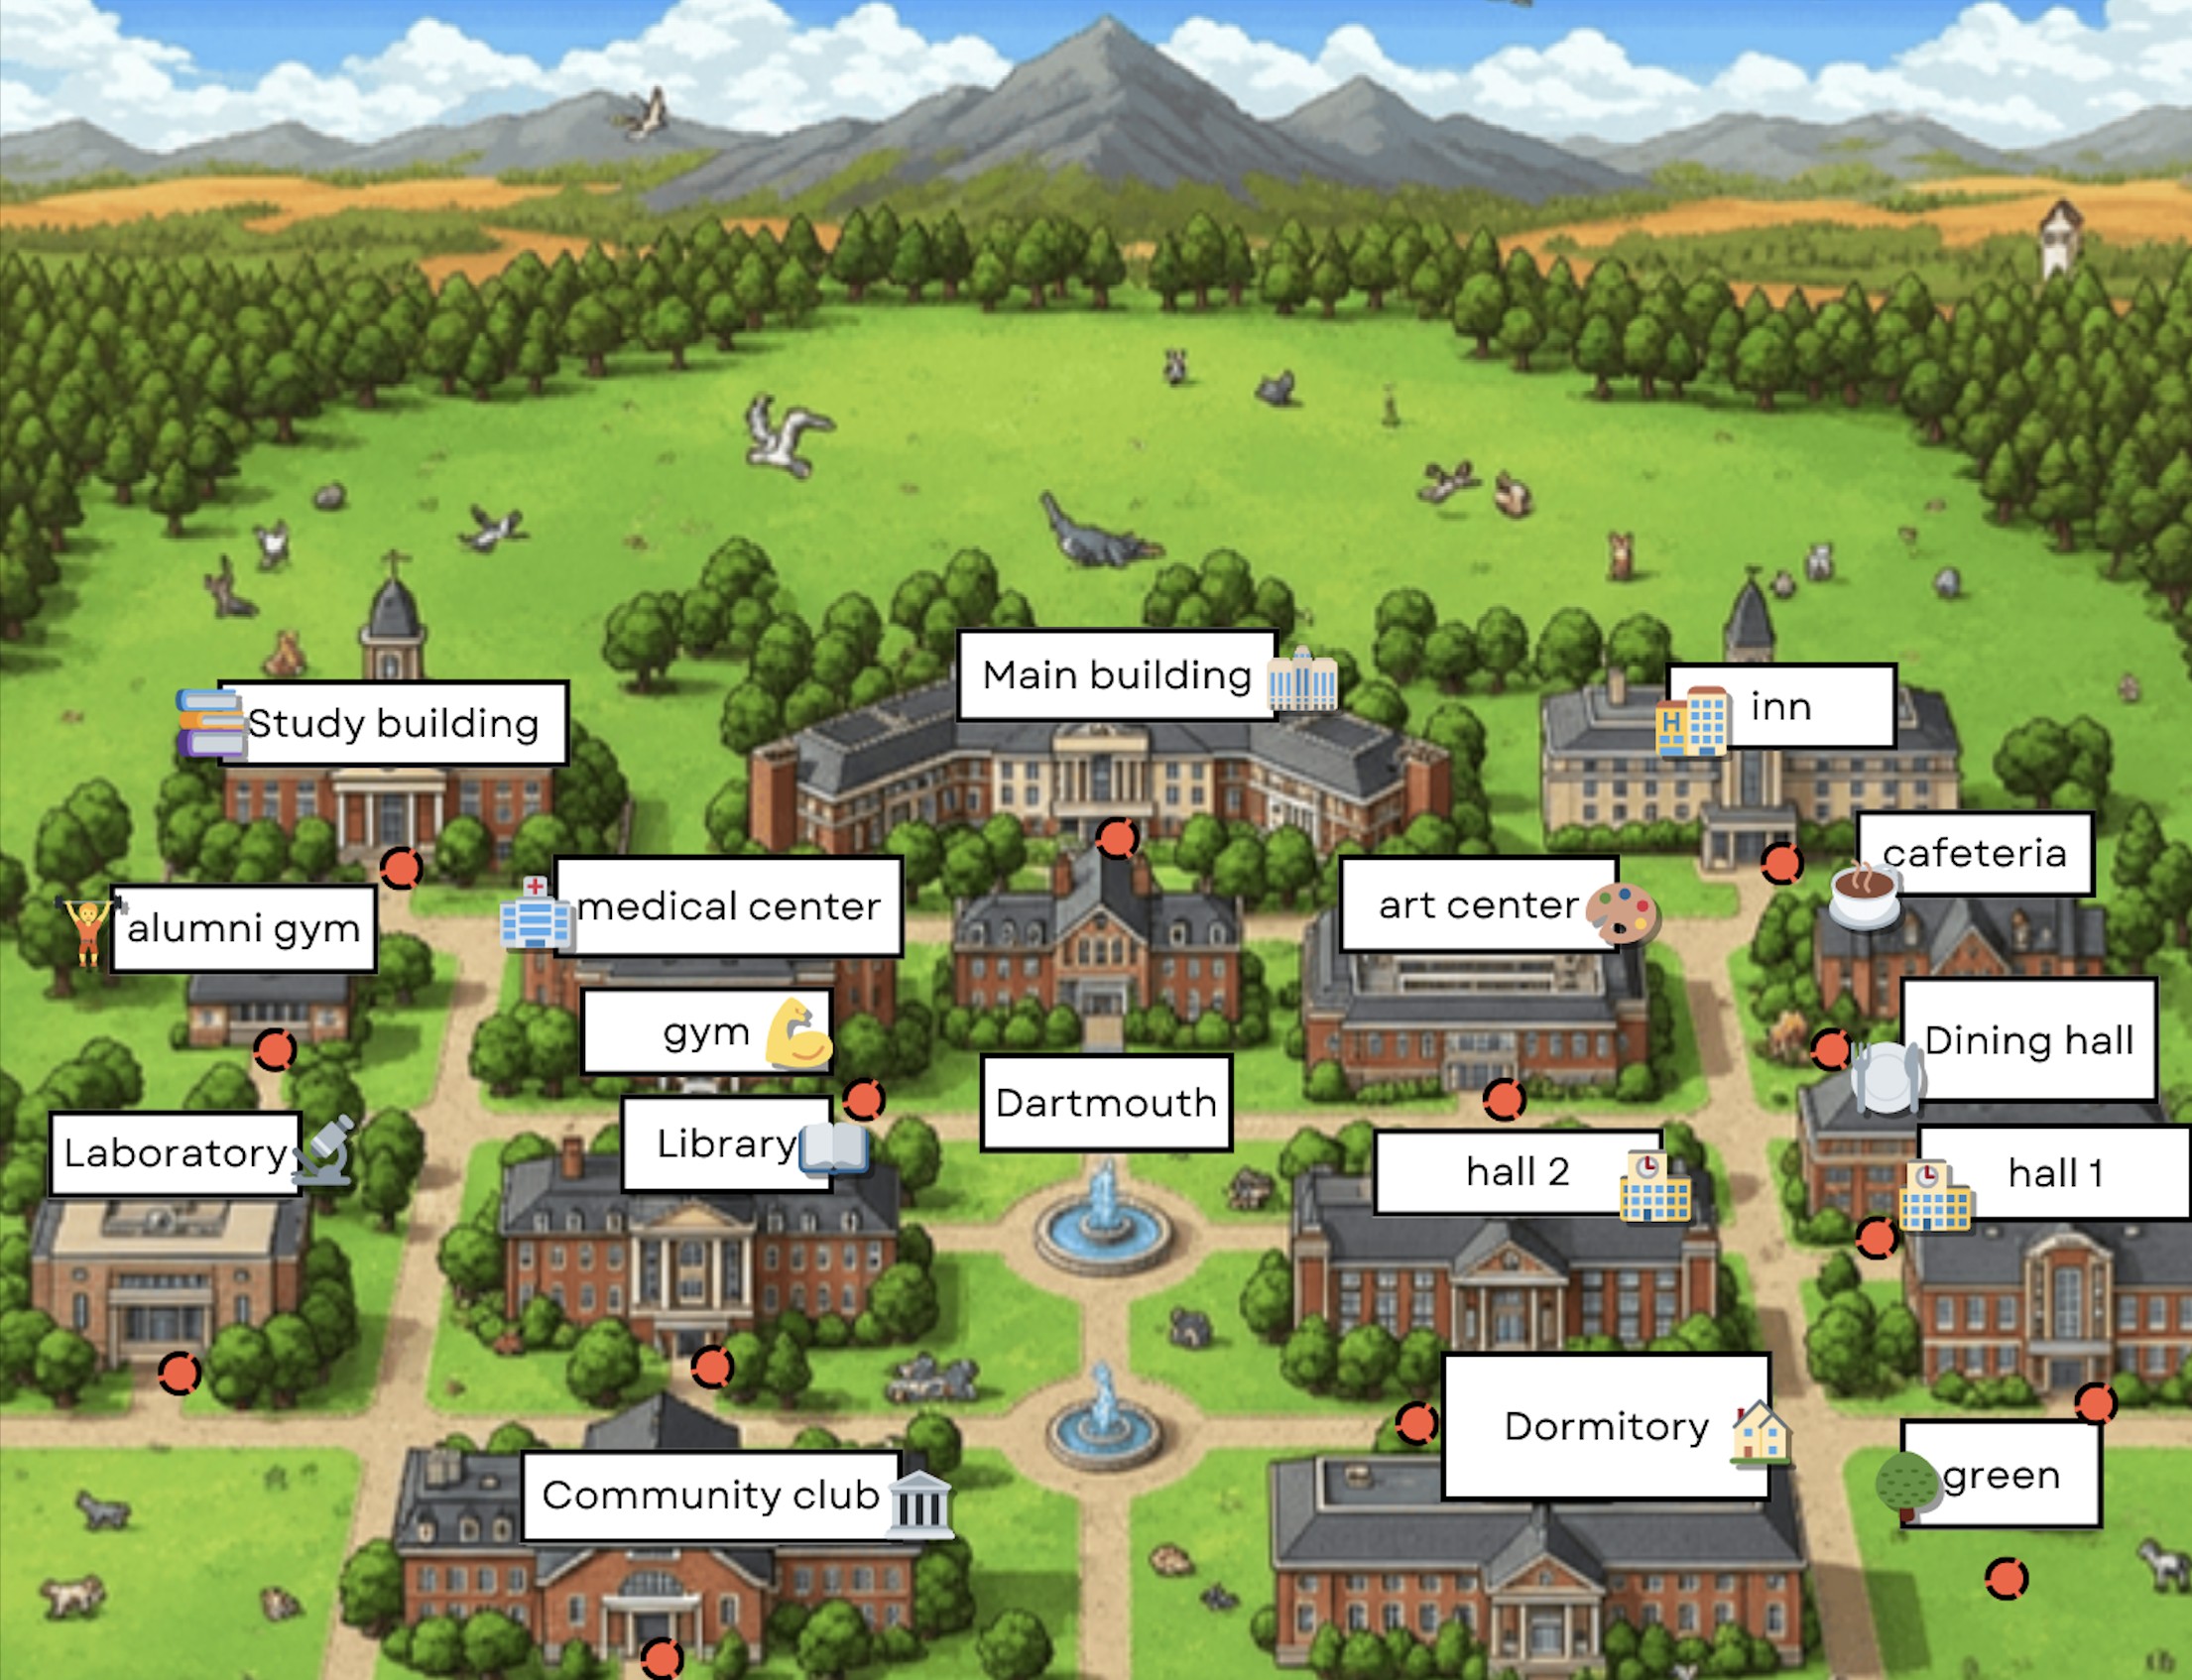 Main building
inn
Study building
cafeteria
medical center
art center
alumni gym
gym
Dining hall
Dartmouth
Library
Laboratory
hall 2
hall 1
Dormitory
green
Community club
H